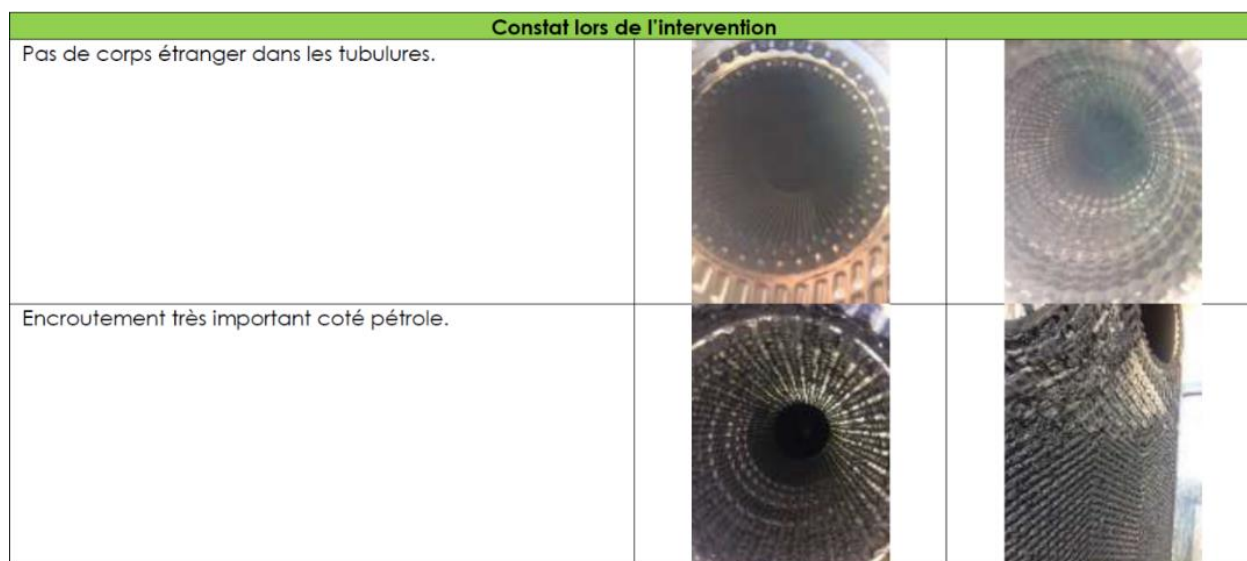 Constat lors de l'intervention
Pas de corps étranger dans les tubulures.
Encroutement très important coté pétrole.